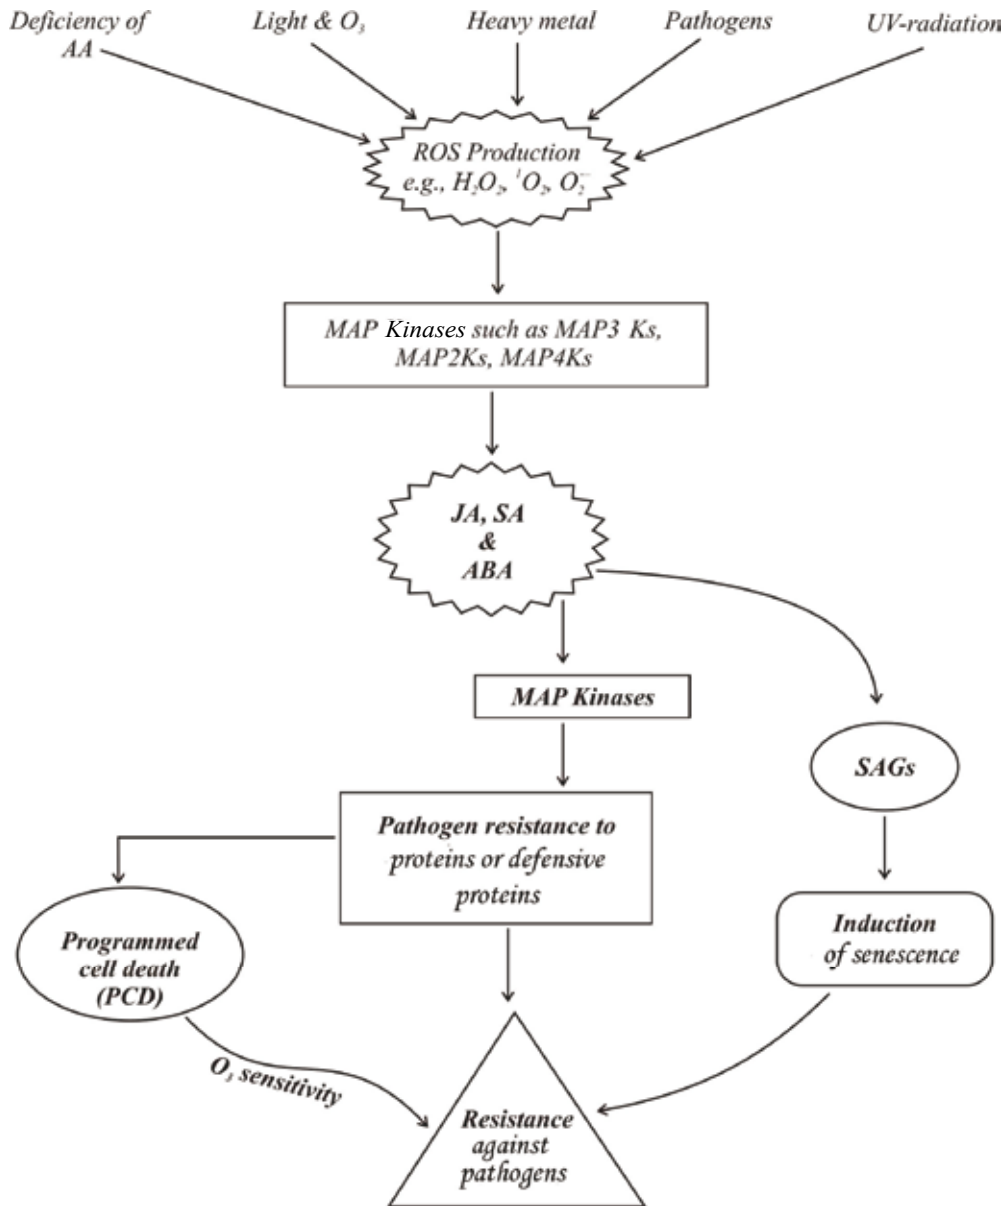 Deficiency of
AA
Light & O₃
Heavy metal
Pathogens
UV-radiation
ROS Production
e.g., H₂O₂, ¹O₂, O₂⁻
MAP Kinases such as MAP3 Ks,
MAP2Ks, MAP4Ks
JA, SA
&
ABA
MAP Kinases
SAGs
Pathogen resistance to
proteins or defensive
proteins
Programmed
cell death
(PCD)
Induction
of senescence
O₃ sensitivity
Resistance
against
pathogens